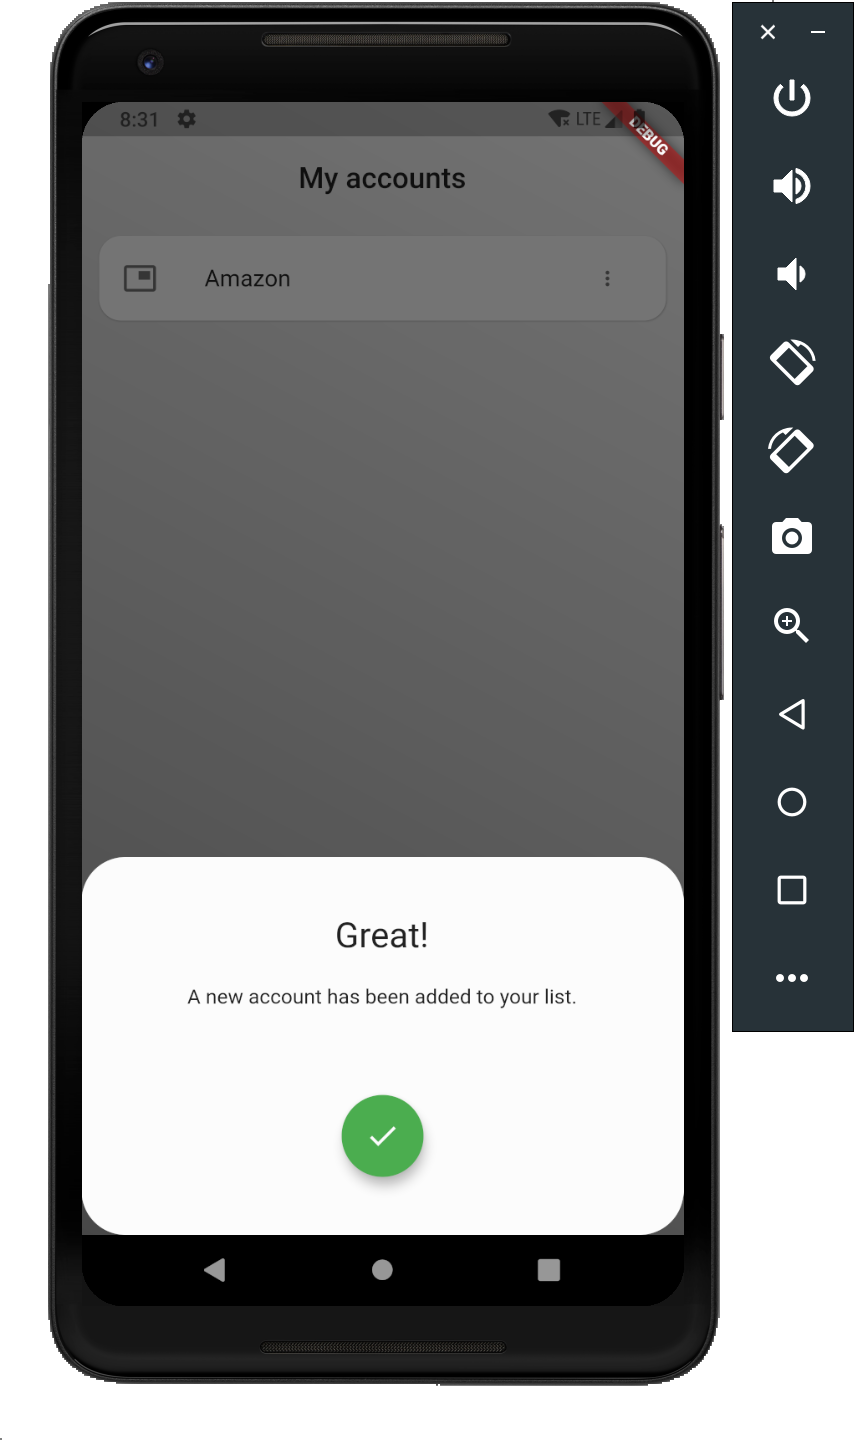 8:31 LTE
DEBUG
My accounts
Amazon
Great!
A new account has been added to your list.